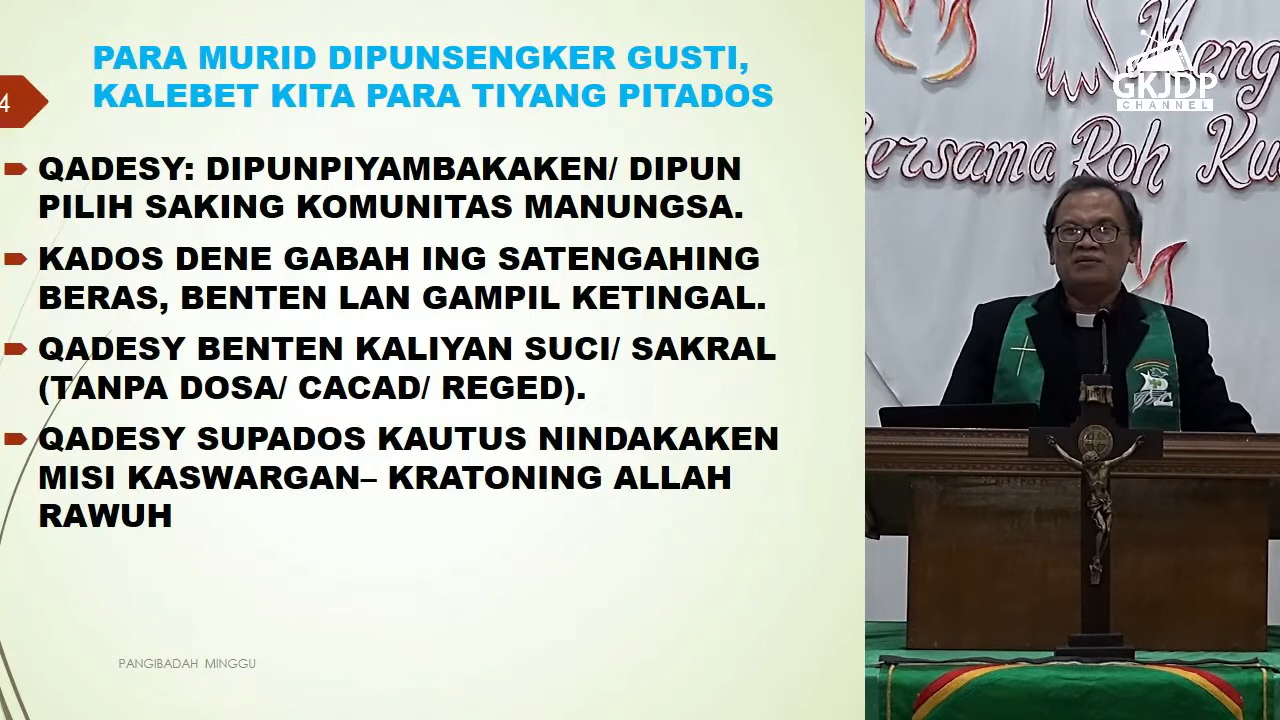 PARA MURID DIPUNSENGKER GUSTI,
KALEBET KITA PARA TIYANG PITADOS
4
QADESY: DIPUNPIYAMBAKAKEN/ DIPUN
PILIH SAKING KOMUNITAS MANUNGSA.
KADOS DENE GABAH ING SATENGAHING
BERAS, BENTEN LAN GAMPIL KETINGAL.
QADESY BENTEN KALIYAN SUCI/ SAKRAL
(TANPA DOSA/ CACAD/ REGED).
QADESY SUPADOS KAUTUS NINDAKAKEN
MISI KASWARGAN– KRATONING ALLAH
RAWUH
PANGIBADAH MINGGU
GKJDP
CHANNEL
Meng
ersama Roh Ku